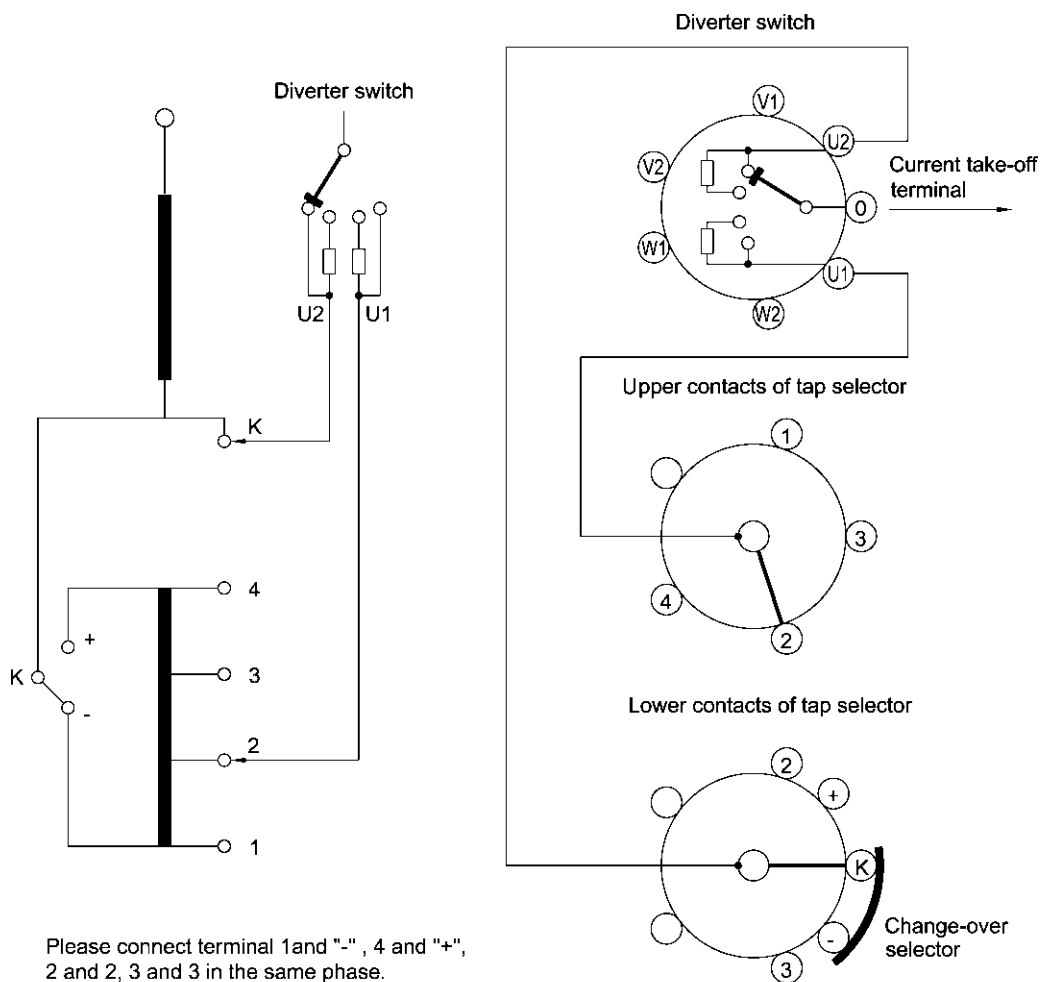 Diverter switch
U2
U1
K
4
+
3
K
-
2
1
Please connect terminal 1and "-" , 4 and "+",
2 and 2, 3 and 3 in the same phase.
Diverter switch
V1
U2
V2
Current take-off
terminal
0
W1
U1
W2
Upper contacts of tap selector
1
3
4
2
Lower contacts of tap selector
2
+
K
-
Change-over
selector
3